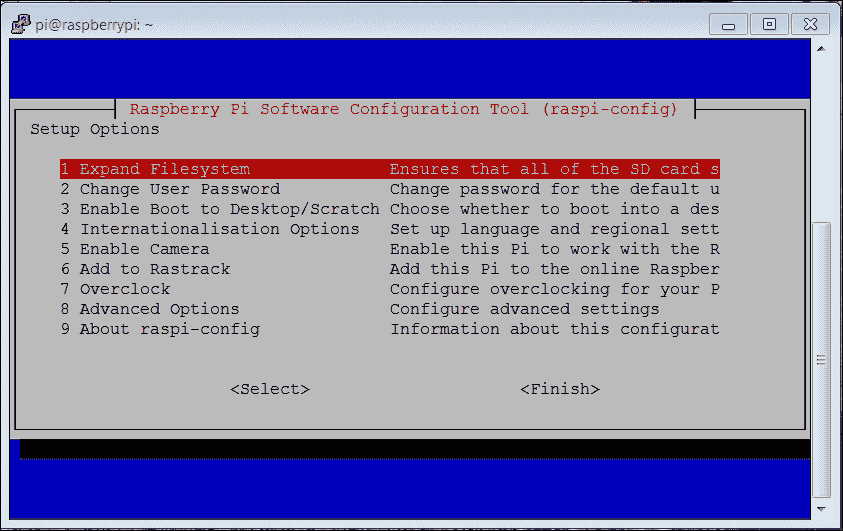 pi@raspberrypi: ~
Raspberry Pi Software Configuration Tool (raspi-config)
Setup Options
1 Expand Filesystem Ensures that all of the SD card s
2 Change User Password Change password for the default u
3 Enable Boot to Desktop/Scratch Choose whether to boot into a des
4 Internationalisation Options Set up language and regional sett
5 Enable Camera Enable this Pi to work with the R
6 Add to Rastrack Add this Pi to the online Raspber
7 Overclock Configure overclocking for your P
8 Advanced Options Configure advanced settings
9 About raspi-config Information about this configurat
<Select> <Finish>